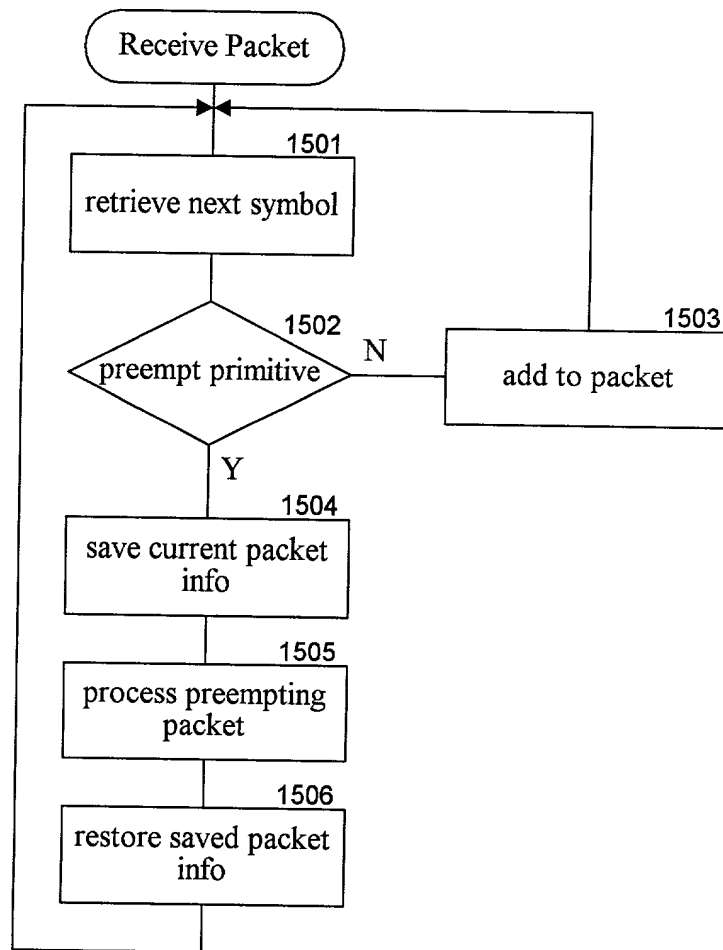 Receive Packet
1501
retrieve next symbol
1502
preempt primitive
N
1503
add to packet
Y
1504
save current packet
info
1505
process preempting
packet
1506
restore saved packet
info